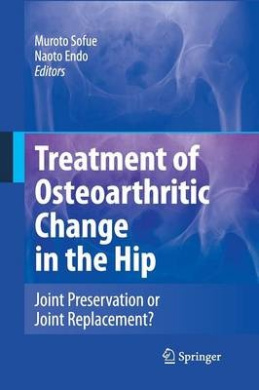 Muroto Sofue
Naoto Endo
Editors
Treatment of
Osteoarthritic
Change
in the Hip
Joint Preservation or
Joint Replacement?
Springer